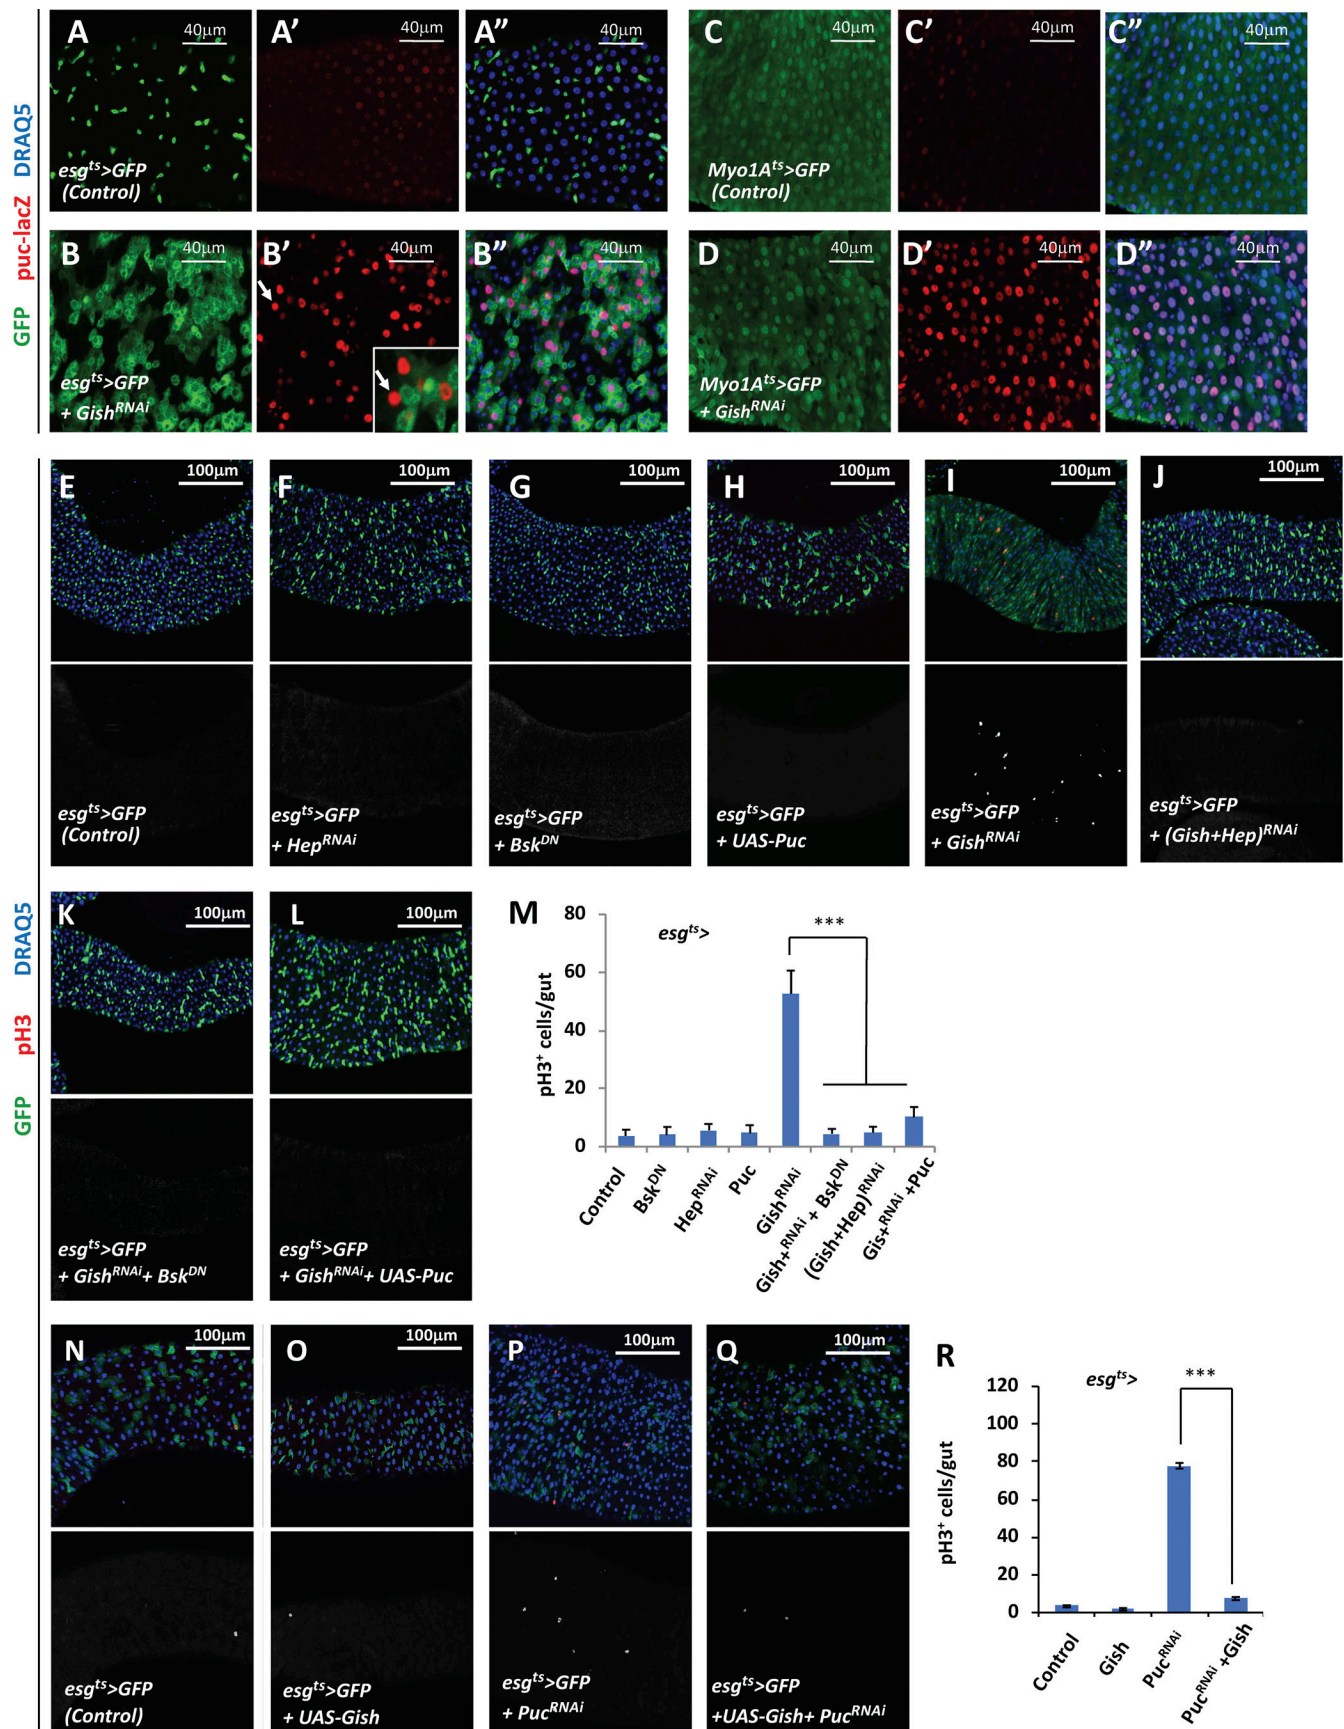 GFP puc-lacZ DRAQ5
A
40μm
A’
40μm
A”
40μm
C
40μm
C’
40μm
C”
40μm
esgts>GFP
(Control)
Myo1Ats>GFP
(Control)
B
40μm
B’
40μm
B”
40μm
D
40μm
D’
40μm
D”
40μm
esgts>GFP
+ GishRNAi
Myo1Ats>GFP
+ GishRNAi
GFP pH3 DRAQ5
E
100μm
F
100μm
G
100μm
H
100μm
I
100μm
J
100μm
esgts>GFP
(Control)
esgts>GFP
+ HepRNAi
esgts>GFP
+ BskDN
esgts>GFP
+ UAS-Puc
esgts>GFP
+ GishRNAi
esgts>GFP
+ (Gish+Hep)RNAi
K
100μm
L
100μm
esgts>GFP
+ GishRNAi+ BskDN
esgts>GFP
+ GishRNAi+ UAS-Puc
M
esgts>
***
pH3+ cells/gut
80
60
40
20
0
Control
BskDN
HepRNAi
Puc
GishRNAi
Gish+RNAi+ BskDN
(Gish+Hep)RNAi
Gis+RNAi+Puc
N
100μm
O
100μm
P
100μm
Q
100μm
esgts>GFP
(Control)
esgts>GFP
+ UAS-Gish
esgts>GFP
+ PucRNAi
esgts>GFP
+UAS-Gish+ PucRNAi
R
esgts>
***
pH3+ cells/gut
120
100
80
60
40
20
0
Control
Gish
PucRNAi
PucRNAi+Gish